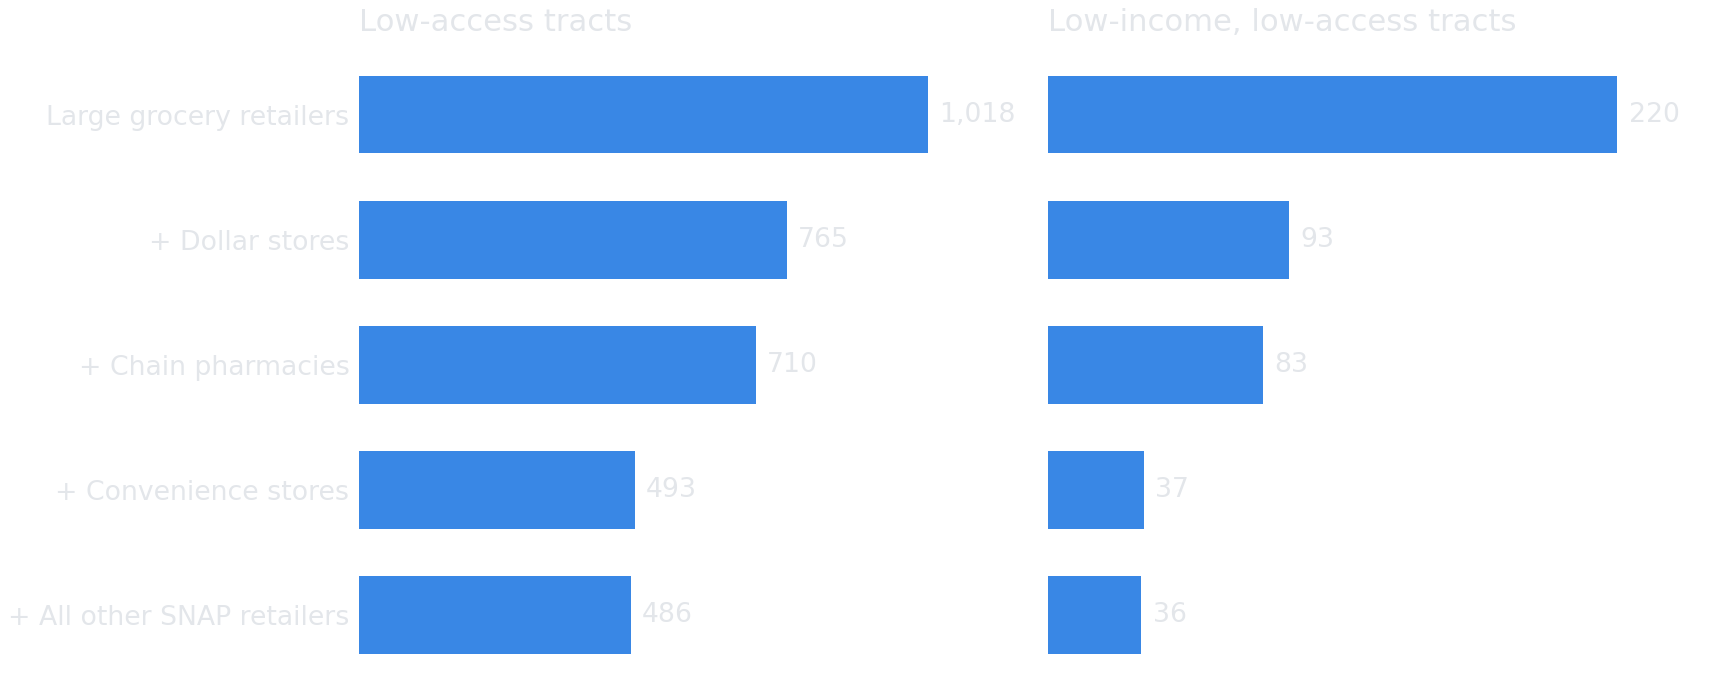 Low-access tracts
Low-income, low-access tracts
Large grocery retailers 1,018 220
+ Dollar stores 765 93
+ Chain pharmacies 710 83
+ Convenience stores 493 37
+ All other SNAP retailers 486 36